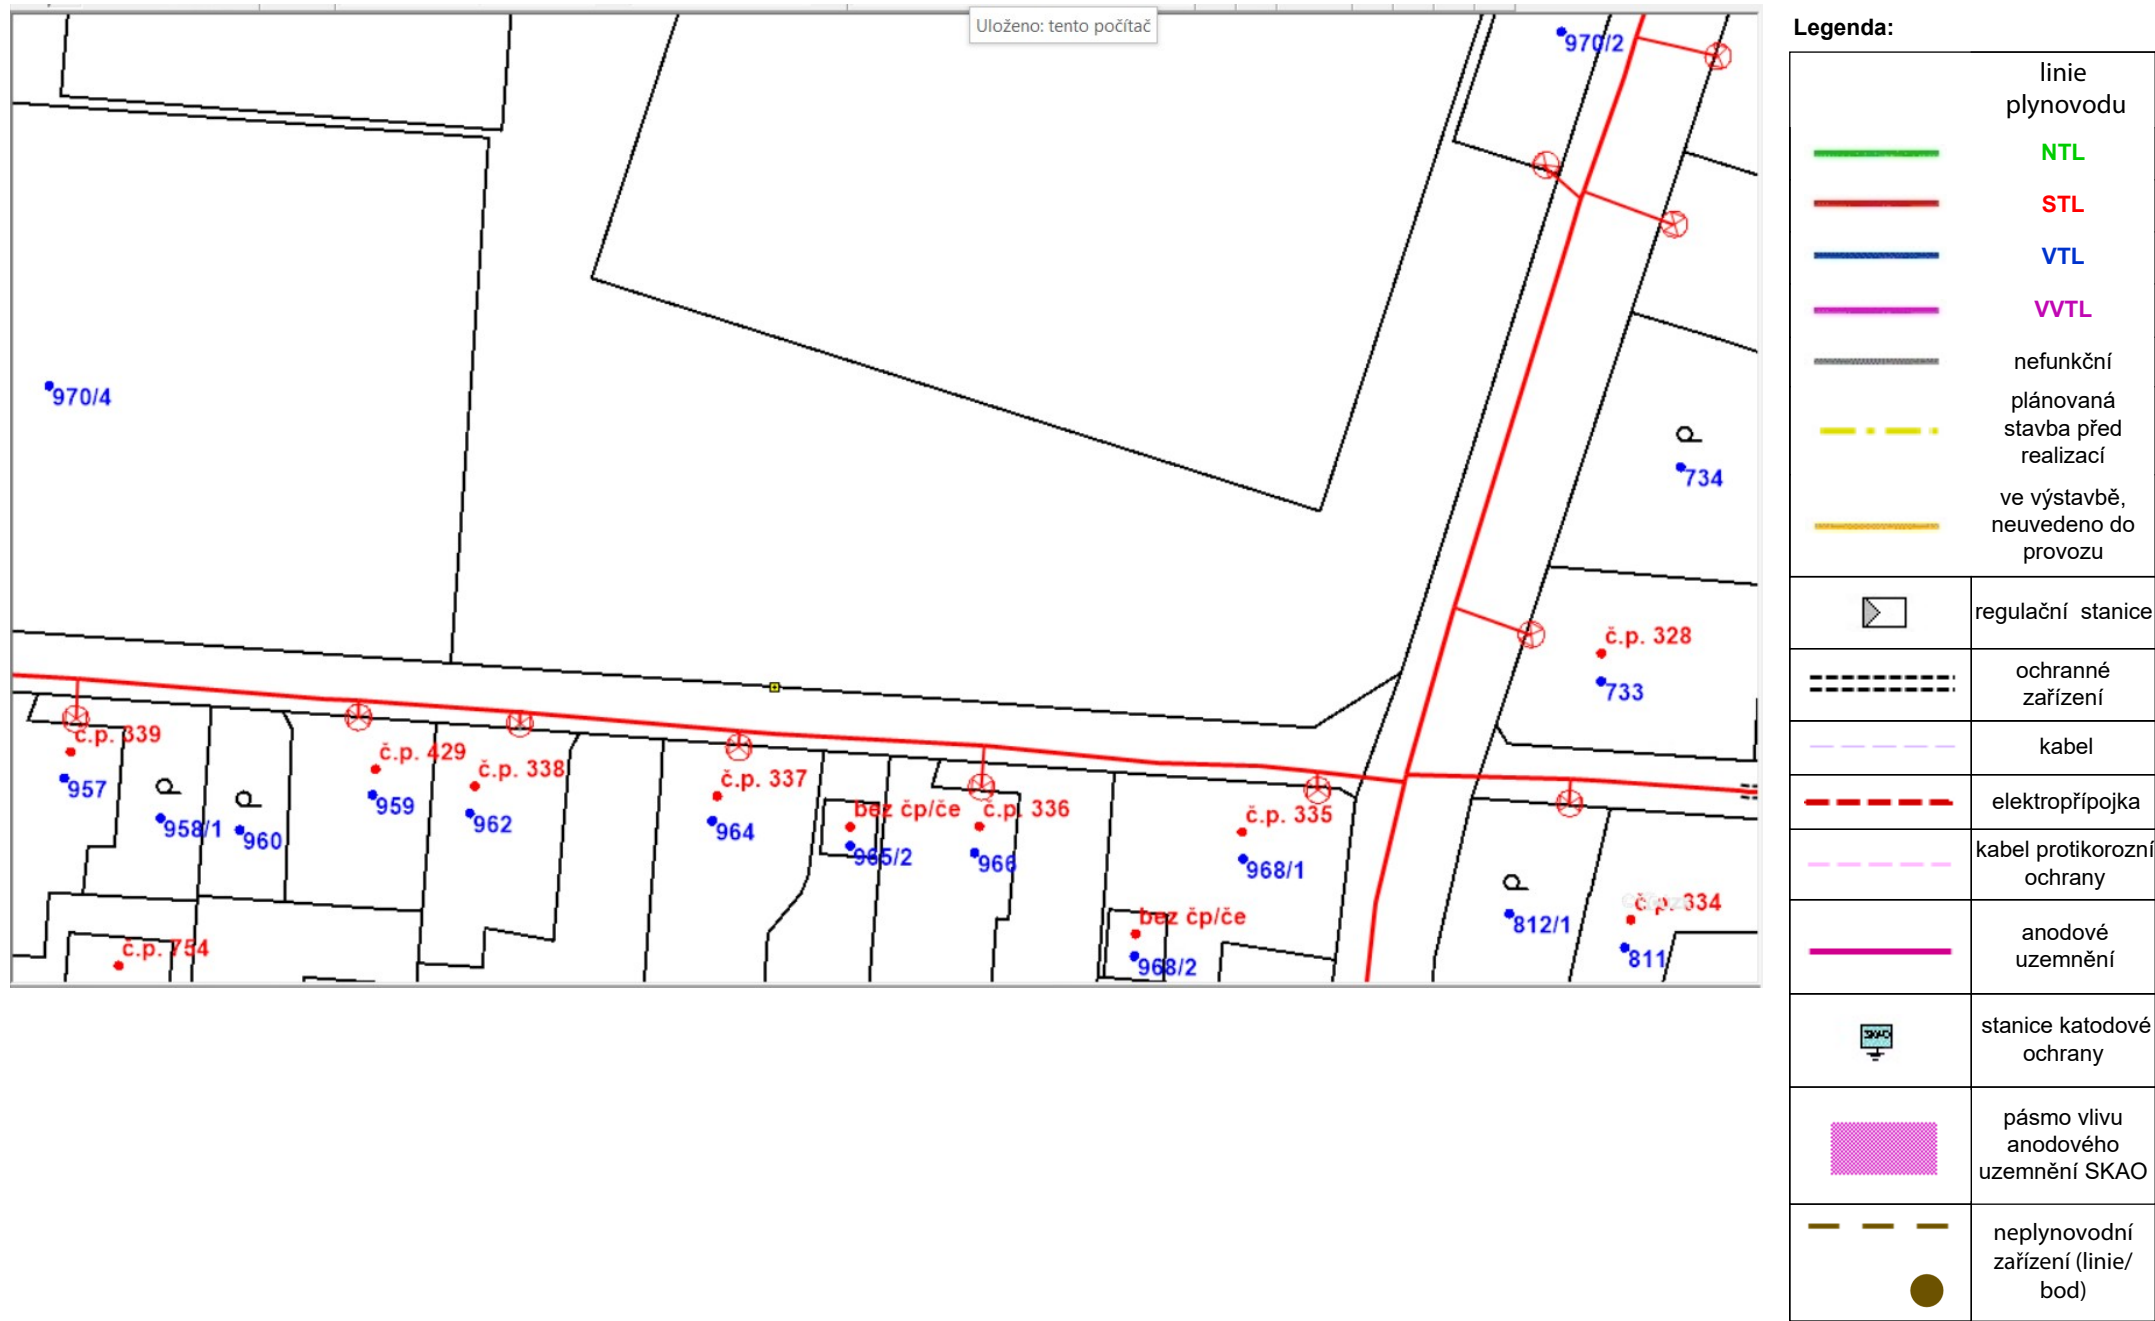 Uloženo: tento počítač
970/2
970/4
734
č.p. 328
733
č.p. 339
957
958/1
960
č.p. 429
959
č.p. 338
962
č.p. 337
964
bez čp/če
965/2
č.p. 336
966
č.p. 335
968/1
bez čp/če
968/2
812/1
č.p. 334
811
č.p. 754
Legenda:
linie
plynovodu
NTL
STL
VTL
VVTL
nefunkční
plánovaná
stavba před
realizací
ve výstavbě,
neuvedeno do
provozu
regulační stanice
ochranné
zařízení
kabel
elektropřípojka
kabel protikorozní
ochrany
anodové
uzemnění
SKAO
stanice katodové
ochrany
pásmo vlivu
anodového
uzemnění SKAO
neplynovodní
zařízení (linie/
bod)